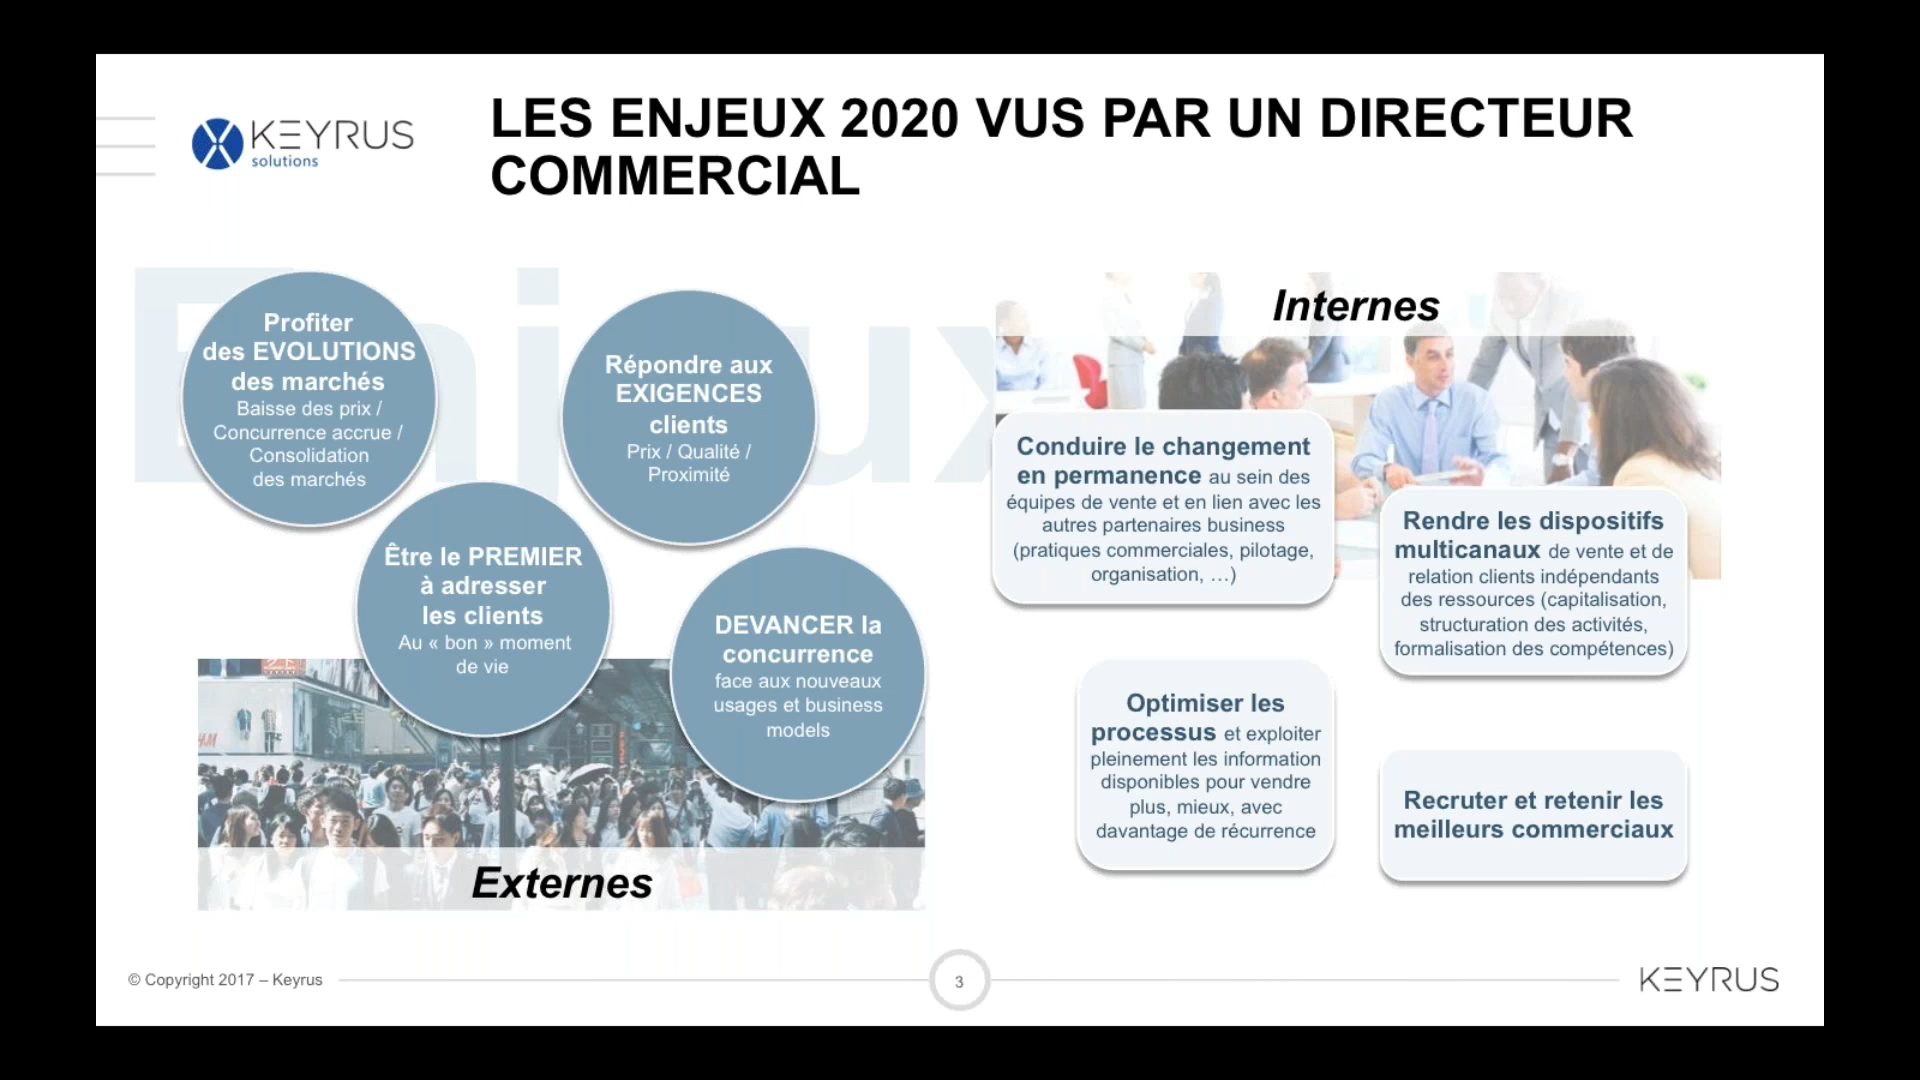 KEYRUS
solutions
LES ENJEUX 2020 VUS PAR UN DIRECTEUR
COMMERCIAL
Enjeux
Profiter
des EVOLUTIONS
des marchés
Baisse des prix /
Concurrence accrue /
Consolidation
des marchés
Répondre aux
EXIGENCES
clients
Prix / Qualité /
Proximité
Être le PREMIER
à adresser
les clients
Au « bon » moment
de vie
DEVANCER la
concurrence
face aux nouveaux
usages et business
models
Externes
Internes
Conduire le changement
en permanence au sein des
équipes de vente et en lien avec les
autres partenaires business
(pratiques commerciales, pilotage,
organisation, …)
Rendre les dispositifs
multicanaux de vente et de
relation clients indépendants
des ressources (capitalisation,
structuration des activités,
formalisation des compétences)
Optimiser les
processus et exploiter
pleinement les information
disponibles pour vendre
plus, mieux, avec
davantage de récurrence
Recruter et retenir les
meilleurs commerciaux
© Copyright 2017 – Keyrus
3
KEYRUS